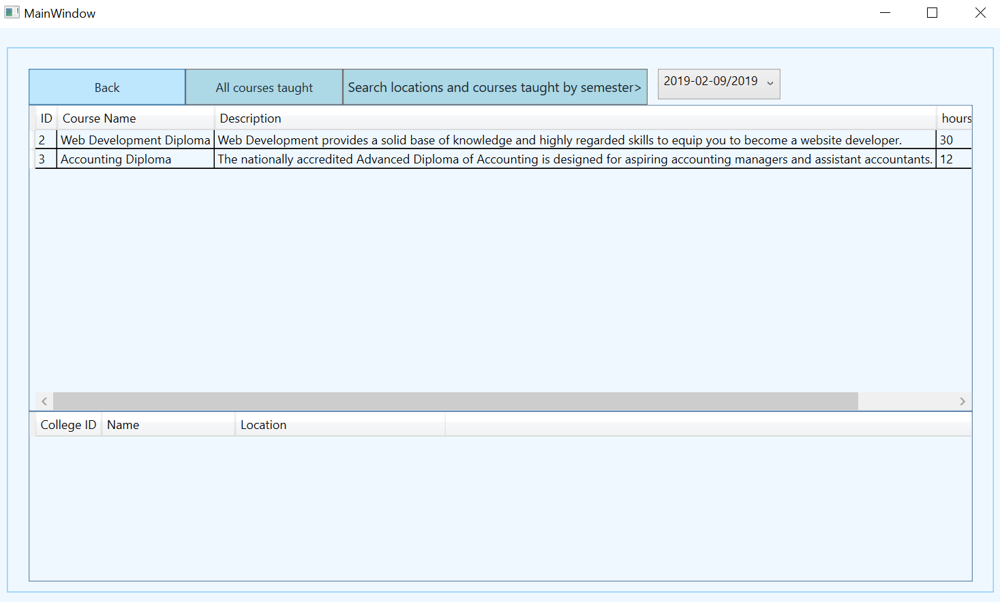 MainWindow
Back
All courses taught
Search locations and courses taught by semester>
2019-02-09/2019
ID Course Name Description hours
2 Web Development Diploma Web Development provides a solid base of knowledge and highly regarded skills to equip you to become a website developer. 30
3 Accounting Diploma The nationally accredited Advanced Diploma of Accounting is designed for aspiring accounting managers and assistant accountants. 12
College ID Name Location